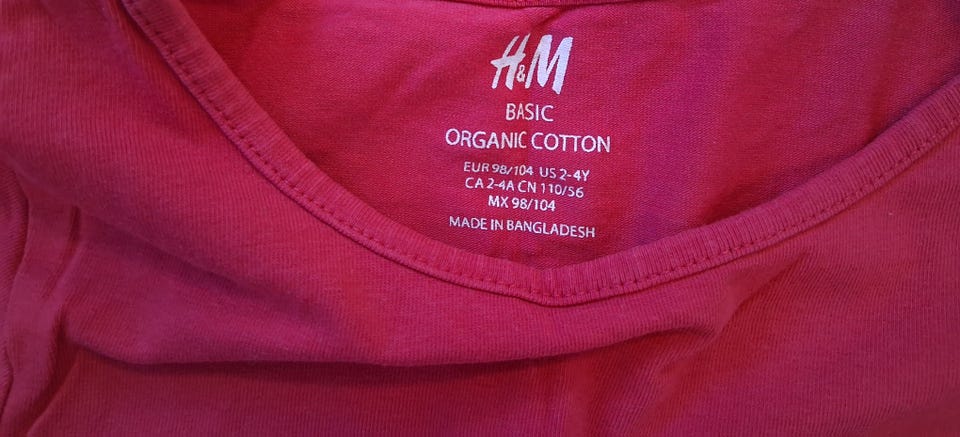 H&M
BASIC
ORGANIC COTTON
EUR 98/104 US 2-4Y
CA 2-4A CN 110/56
MX 98/104
MADE IN BANGLADESH